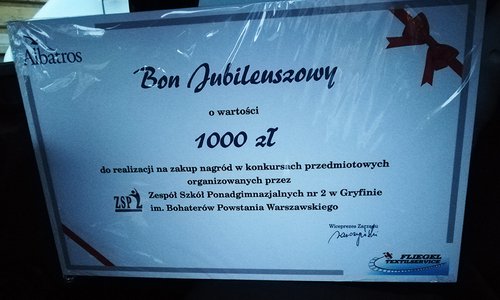 Albatros
Bon Jubileuszowy
o wartości
1000 zł
do realizacji na zakup nagród w konkursach przedmiotowych
organizowanych przez
ZSP 2
Zespół Szkół Ponadgimnazjalnych nr 2 w Gryfinie
im. Bohaterów Powstania Warszawskiego
Wiceprezes Zarządu
FLIEGEL
TEXTILSERVICE